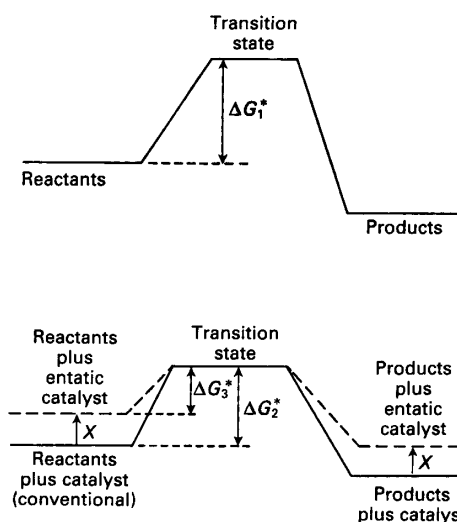 Transition
state
ΔG₁*
Reactants
Products
Transition
state
Reactants
plus
entatic
catalyst
ΔG₃*
ΔG₂*
Products
plus
entatic
catalyst
X
X
Reactants
plus catalyst
(conventional)
Products
plus catalys